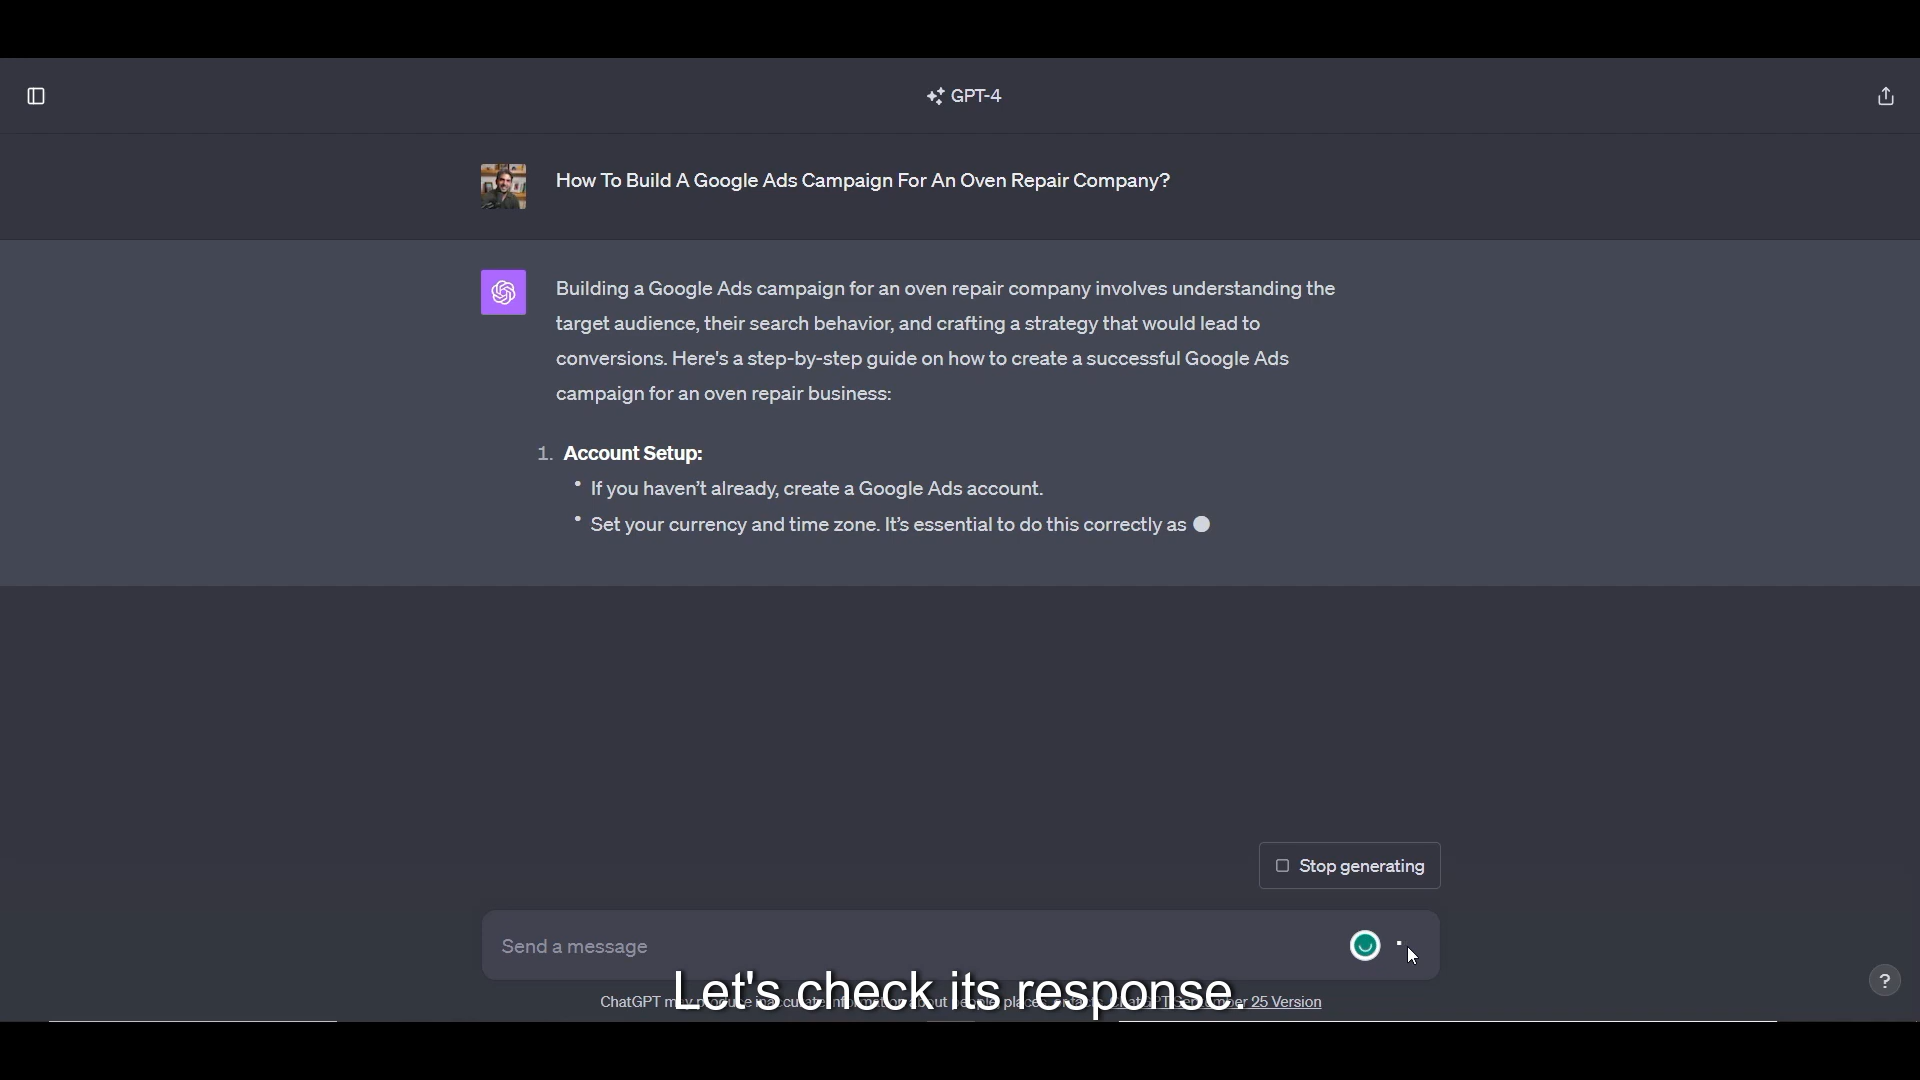 GPT-4
How To Build A Google Ads Campaign For An Oven Repair Company?
Building a Google Ads campaign for an oven repair company involves understanding the
target audience, their search behavior, and crafting a strategy that would lead to
conversions. Here's a step-by-step guide on how to create a successful Google Ads
campaign for an oven repair business:
1. Account Setup:
• If you haven't already, create a Google Ads account.
• Set your currency and time zone. It's essential to do this correctly as
Stop generating
Send a message
Let's check its response.
ChatGPT 25 Version
?